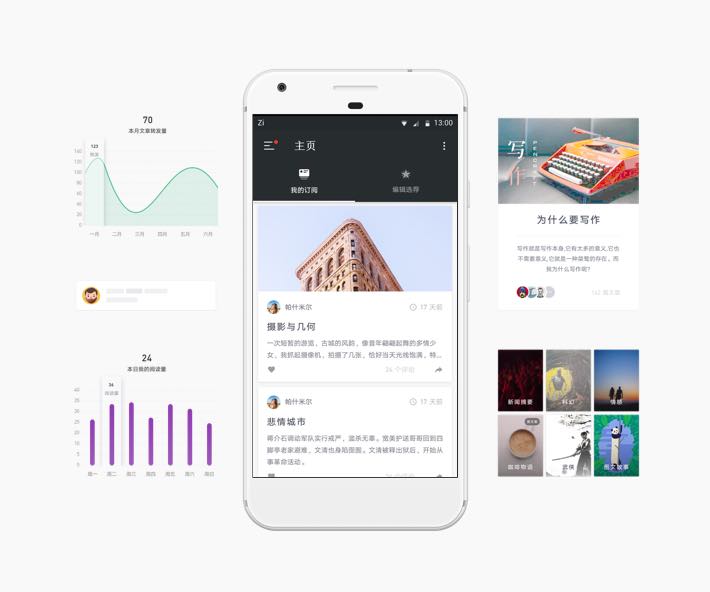 70
本月文章转发量
140
120
100
80
60
40
20
0
123
转发
一月 二月 三月 四月 五月 六月
24
本日我的阅读量
40
35
30
25
20
15
10
5
0
34
阅读量
周一 周二 周三 周四 周五 周六 周日
Zi 13:00
主页
我的订阅 编辑选荐
帕什米尔 17 天前
摄影与几何
一次短暂的游览，古城的风韵，像昔年翩翩起舞的多情少
女，我抓起摄像机，拍摄了几张，恰好当天光线饱满，特...
24 个评论
帕什米尔 17 天前
悲情城市
蒋介石调动军队实行戒严，滥杀无辜。宽美护送哥哥回到四
脚亭老家避难，文清也身陷囹圄。文清被释出狱后，开始从
事革命活动。
写作
为什么要写作
写作就是写作本身,它有太多的意义,它也
不需要意义,它就是一种桀骜的存在。而
我为什么写作呢?
142 篇文章
新闻摘要 科幻 情感
咖啡物语 武侠 图文故事